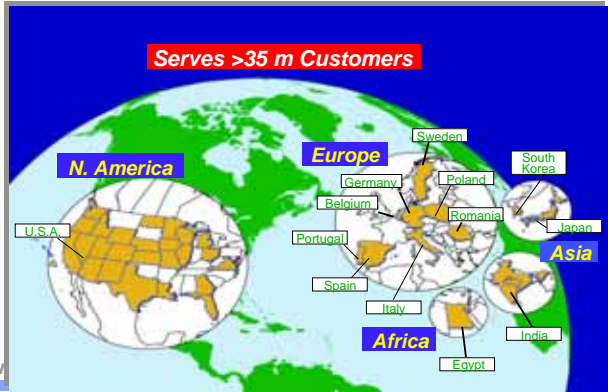 Serves >35 m Customers
N. America
U.S.A.
Europe
Sweden
Germany
Poland
Belgium
Romania
Portugal
Spain
Italy
South
Korea
Japan
Asia
India
Africa
Egypt